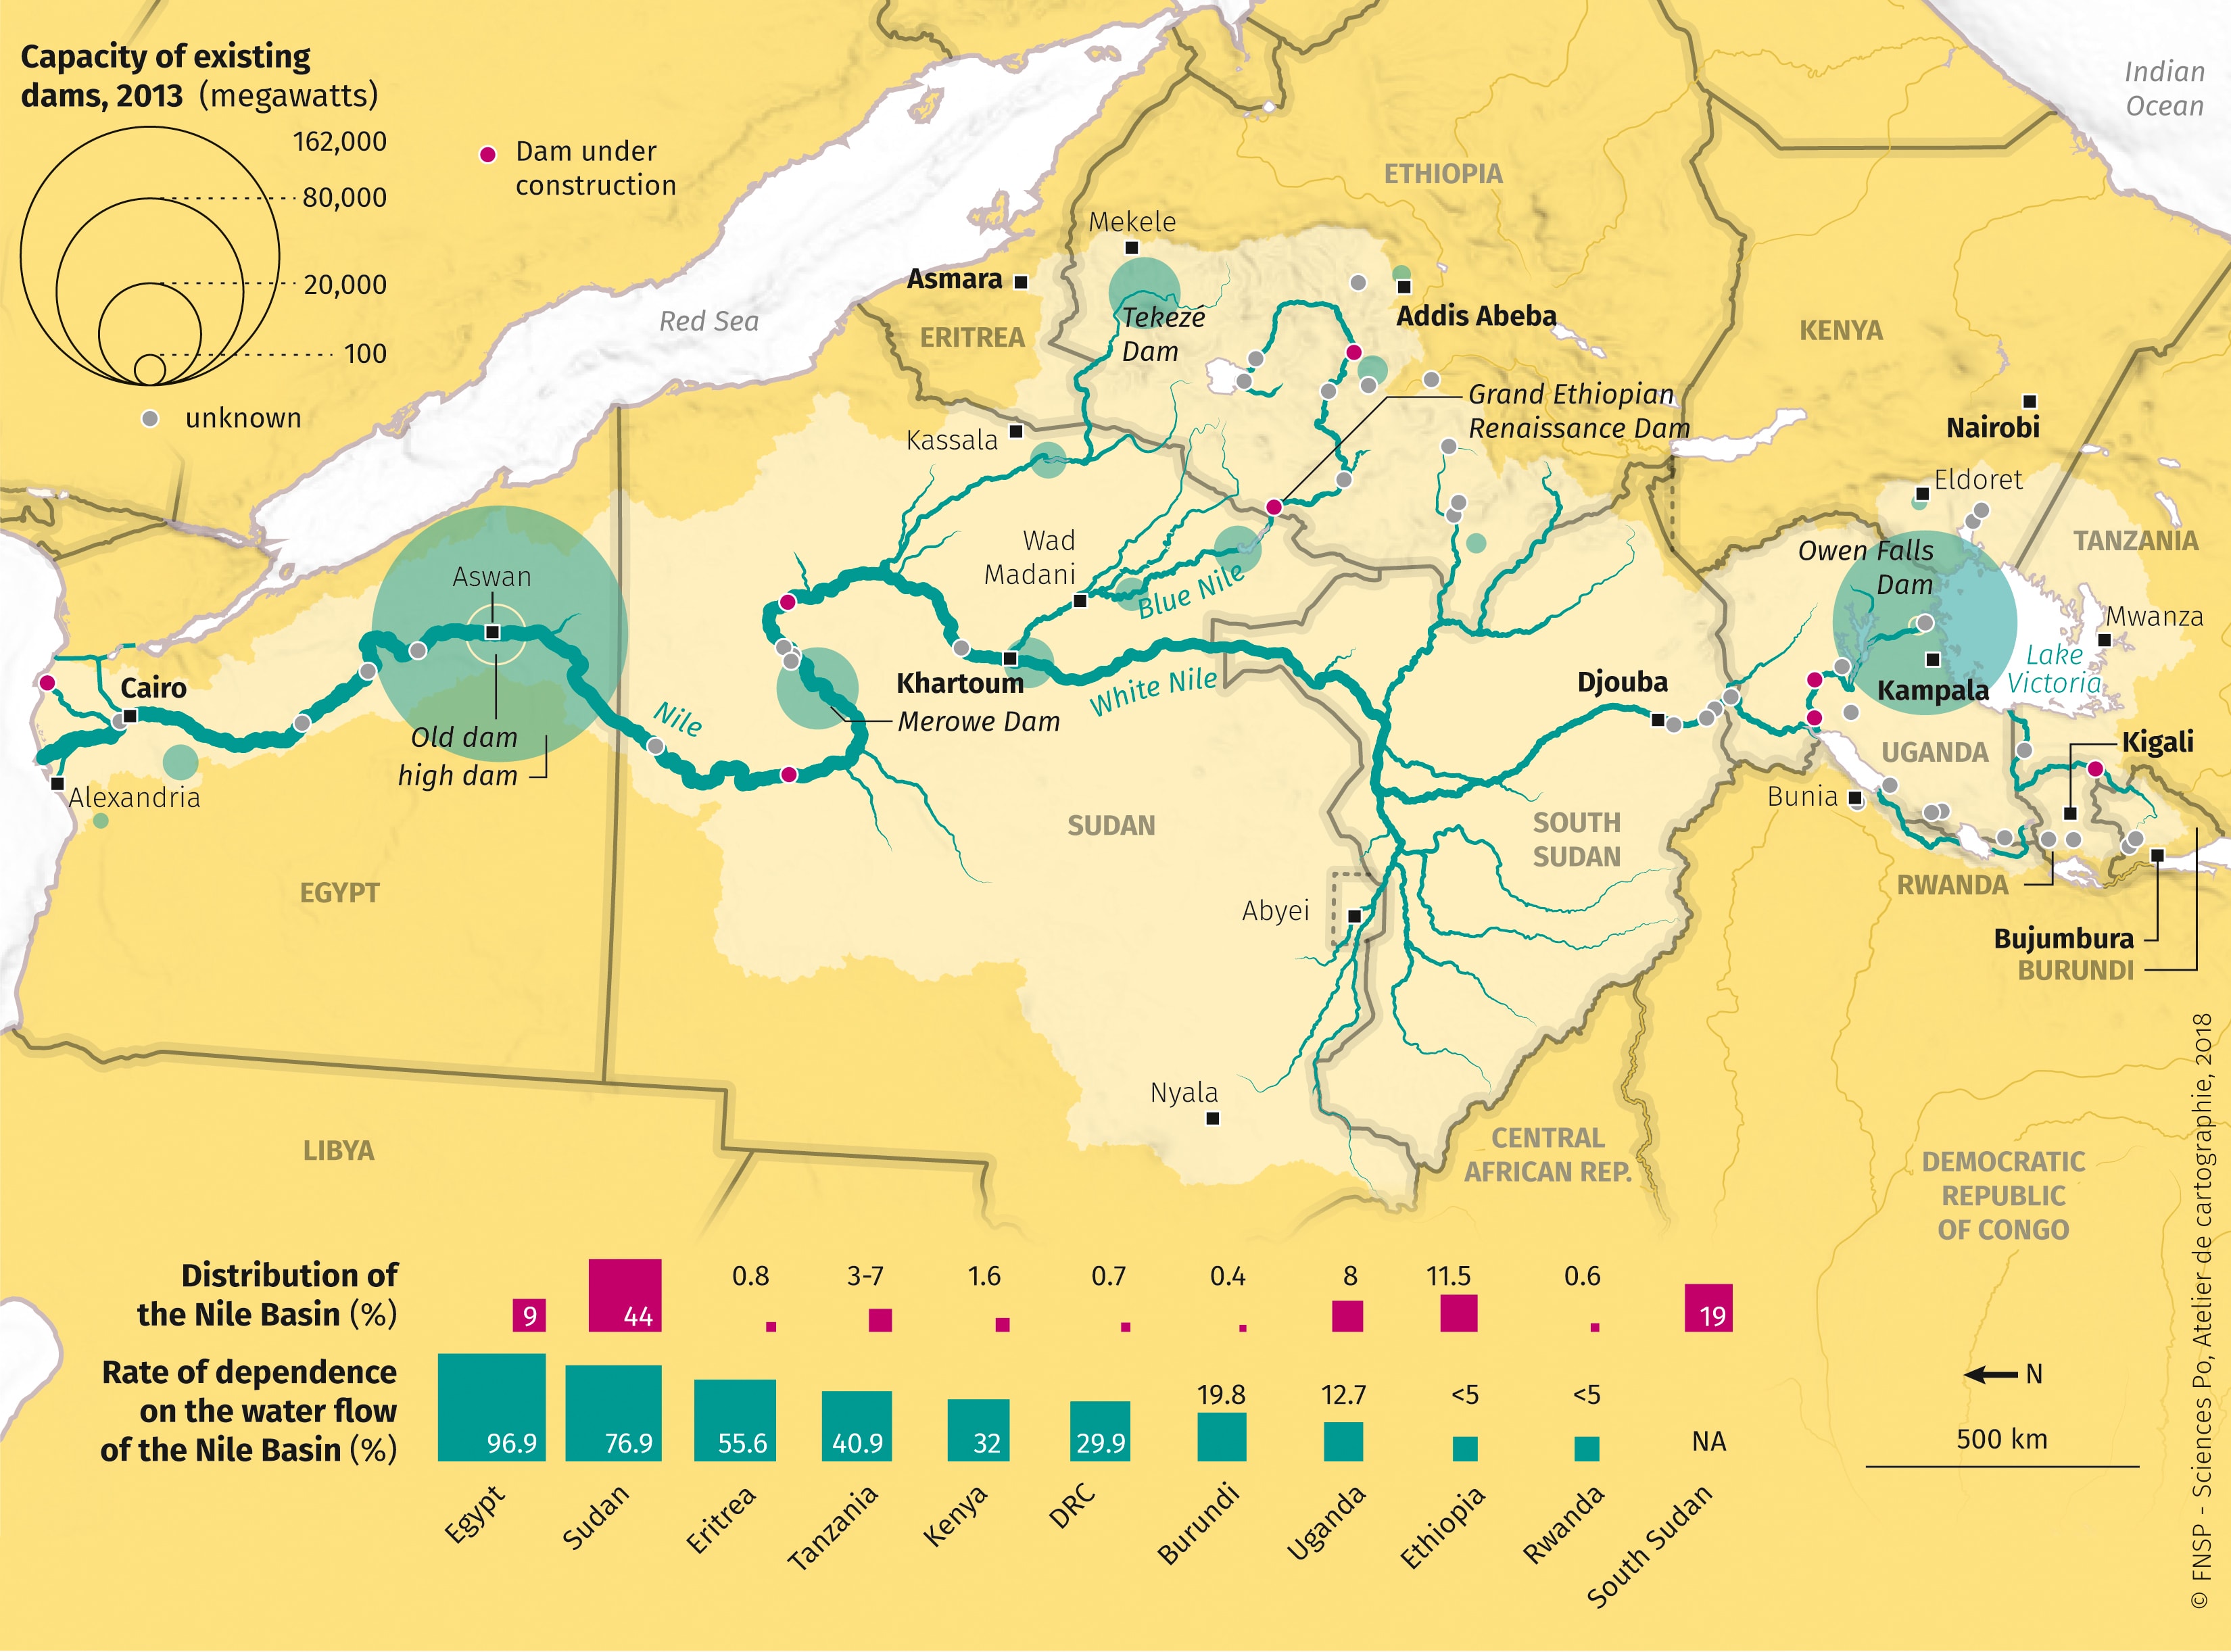 Capacity of existing
dams, 2013 (megawatts)
162,000
80,000
20,000
100
unknown
Dam under
construction
Indian
Ocean
ETHIOPIA
Mekele
Asmara
Red Sea
ERITREA
Tekezé
Dam
Addis Abeba
KENYA
Grand Ethiopian
Renaissance Dam
Nairobi
Kassala
Eldoret
Wad
Madani
TANZANIA
Owen Falls
Dam
Aswan
Blue Nile
Mwanza
Lake
Victoria
Cairo
Khartoum
White Nile
Djouba
Kampala
Nile
Merowe Dam
Old dam
high dam
UGANDA
Kigali
Alexandria
Bunia
SUDAN
SOUTH
SUDAN
EGYPT
RWANDA
Abyei
Bujumbura
BURUNDI
Nyala
LIBYA
CENTRAL
AFRICAN REP.
DEMOCRATIC
REPUBLIC
OF CONGO
Distribution of
the Nile Basin (%)
9
44
0.8
3-7
1.6
0.7
0.4
8
11.5
0.6
19
Rate of dependence
on the water flow
of the Nile Basin (%)
96.9
76.9
55.6
40.9
32
29.9
19.8
12.7
<5
<5
NA
Egypt
Sudan
Eritrea
Tanzania
Kenya
DRC
Burundi
Uganda
Ethiopia
Rwanda
South Sudan
N
500 km
© FNSP - Sciences Po, Atelier de cartographie, 2018